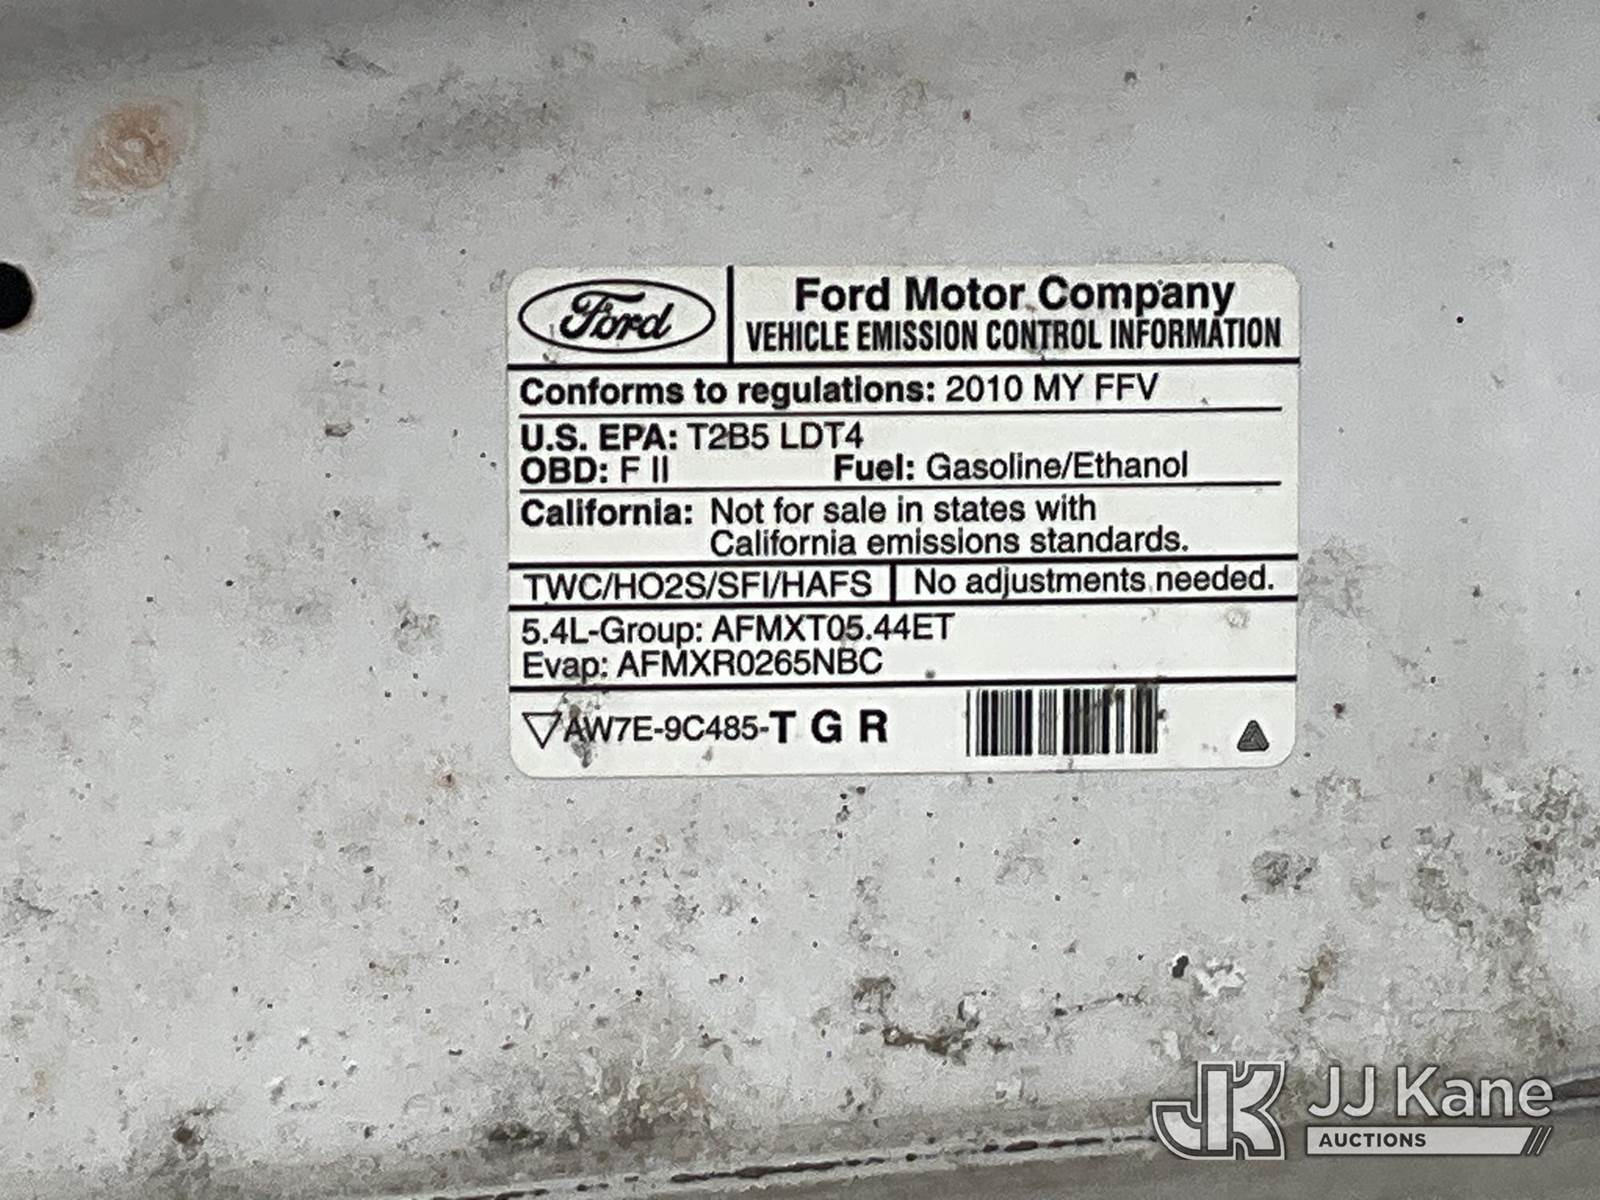 Ford
Ford Motor Company
VEHICLE EMISSION CONTROL INFORMATION
Conforms to regulations: 2010 MY FFV
U.S. EPA: T2B5 LDT4
OBD: F II Fuel: Gasoline/Ethanol
California: Not for sale in states with
California emissions standards.
TWC/HO2S/SFI/HAFS No adjustments needed.
5.4L-Group: AFMXT05.44ET
Evap: AFMXR0265NBC
AW7E-9C485-T G R
JK JJ Kane
AUCTIONS